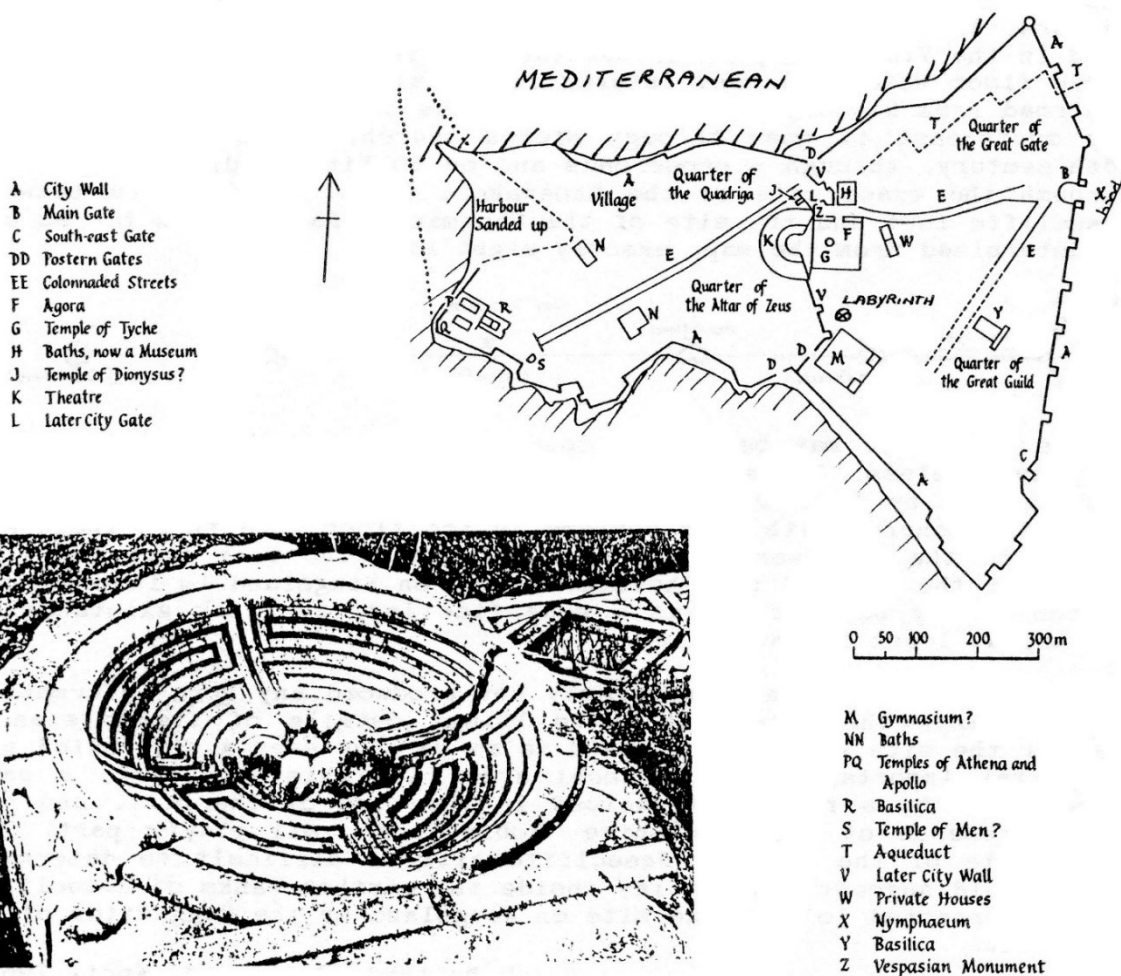 MEDITERRANEAN
A City Wall
B Main Gate
C South-east Gate
DD Postern Gates
EE Colonnaded Streets
F Agora
G Temple of Tyche
H Baths, now a Museum
J Temple of Dionysus?
K Theatre
L Later City Gate
A
T
Quarter of
the Great Gate
T
D
V
B
X
Quarter of
the Quadriga
J
L
H
A
Village
Z
F
E
Harbour
Sanded up
K
G
W
N
E
E
Quarter of
the Altar of Zeus
V
LABYRINTH
P
Q
R
N
Y
A
S
A
D
M
Quarter of
the Great Guild
C
A
0 50 100 200 300m
M Gymnasium?
NN Baths
PQ Temples of Athena and
Apollo
R Basilica
S Temple of Men?
T Aqueduct
V Later City Wall
W Private Houses
X Nymphaeum
Y Basilica
Z Vespasian Monument